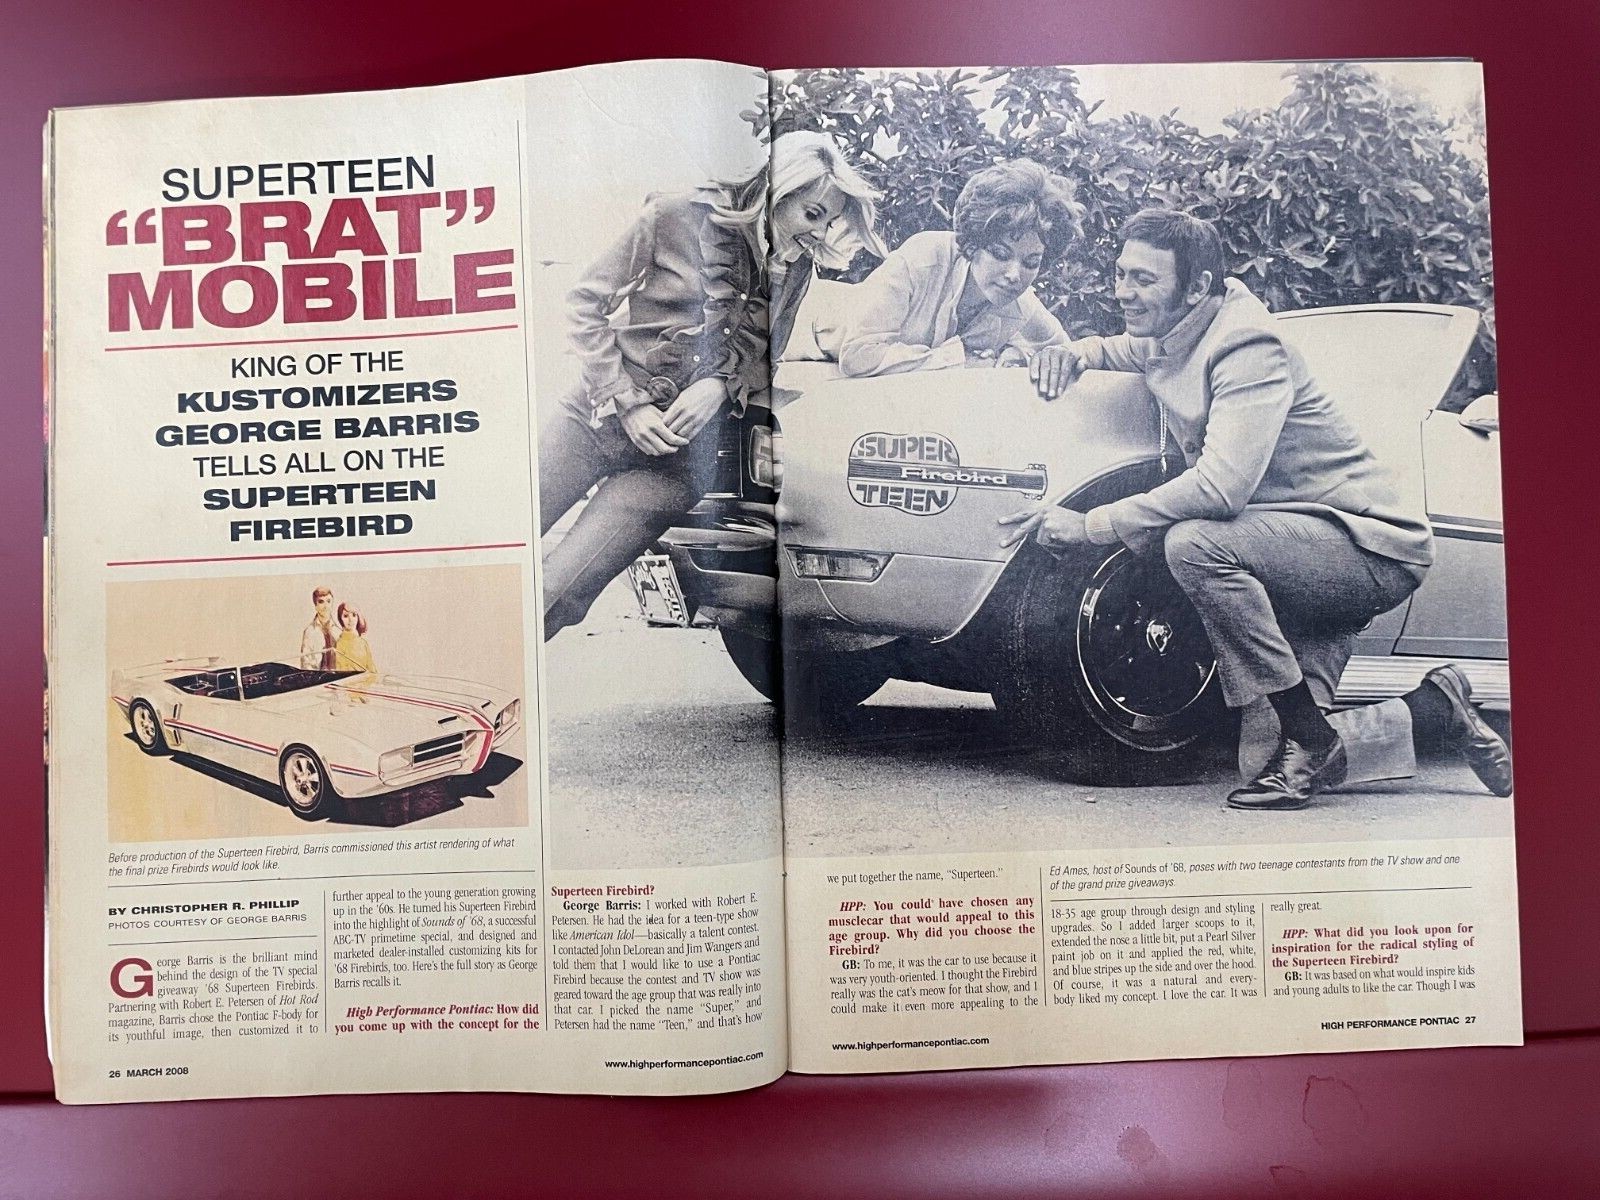 SUPERTEEN
“BRAT”
MOBILE
KING OF THE
KUSTOMIZERS
GEORGE BARRIS
TELLS ALL ON THE
SUPERTEEN
FIREBIRD
Before production of the Superteen Firebird, Barris commissioned this artist rendering of what
the final prize Firebirds would look like.
BY CHRISTOPHER R. PHILLIP
PHOTOS COURTESY OF GEORGE BARRIS
George Barris is the brilliant mind
behind the design of the TV special
giveaway '68 Superteen Firebirds.
Partnering with Robert E. Petersen of Hot Rod
magazine, Barris chose the Pontiac F-body for
its youthful image, then customized it to
further appeal to the young generation growing
up in the '60s. He turned his Superteen Firebird
into the highlight of Sounds of '68, a successful
ABC-TV primetime special, and designed and
marketed dealer-installed customizing kits for
'68 Firebirds, too. Here's the full story as George
Barris recalls it.
High Performance Pontiac: How did
you come up with the concept for the
Superteen Firebird?
George Barris: I worked with Robert E.
Petersen. He had the idea for a teen-type show
like American Idol—basically a talent contest.
I contacted John DeLorean and Jim Wangers and
told them that I would like to use a Pontiac
Firebird because the contest and TV show was
geared toward the age group that was really into
that car. I picked the name “Super,” and
Petersen had the name “Teen,” and that's how
26 MARCH 2008
www.highperformancepontiac.com
SUPER
Firebird
TEEN
we put together the name, “Superteen.”
HPP: You could have chosen any
musclecar that would appeal to this
age group. Why did you choose the
Firebird?
GB: To me, it was the car to use because it
was very youth-oriented. I thought the Firebird
really was the cat's meow for that show, and I
could make it even more appealing to the
Ed Ames, host of Sounds of '68, poses with two teenage contestants from the TV show and one
of the grand prize giveaways.
18-35 age group through design and styling
upgrades. So I added larger scoops to it,
extended the nose a little bit, put a Pearl Silver
paint job on it and applied the red, white,
and blue stripes up the side and over the hood.
Of course, it was a natural and every-
body liked my concept. I love the car. It was
really great.
HPP: What did you look upon for
inspiration for the radical styling of
the Superteen Firebird?
GB: It was based on what would inspire kids
and young adults to like the car. Though I was
www.highperformancepontiac.com
HIGH PERFORMANCE PONTIAC 27